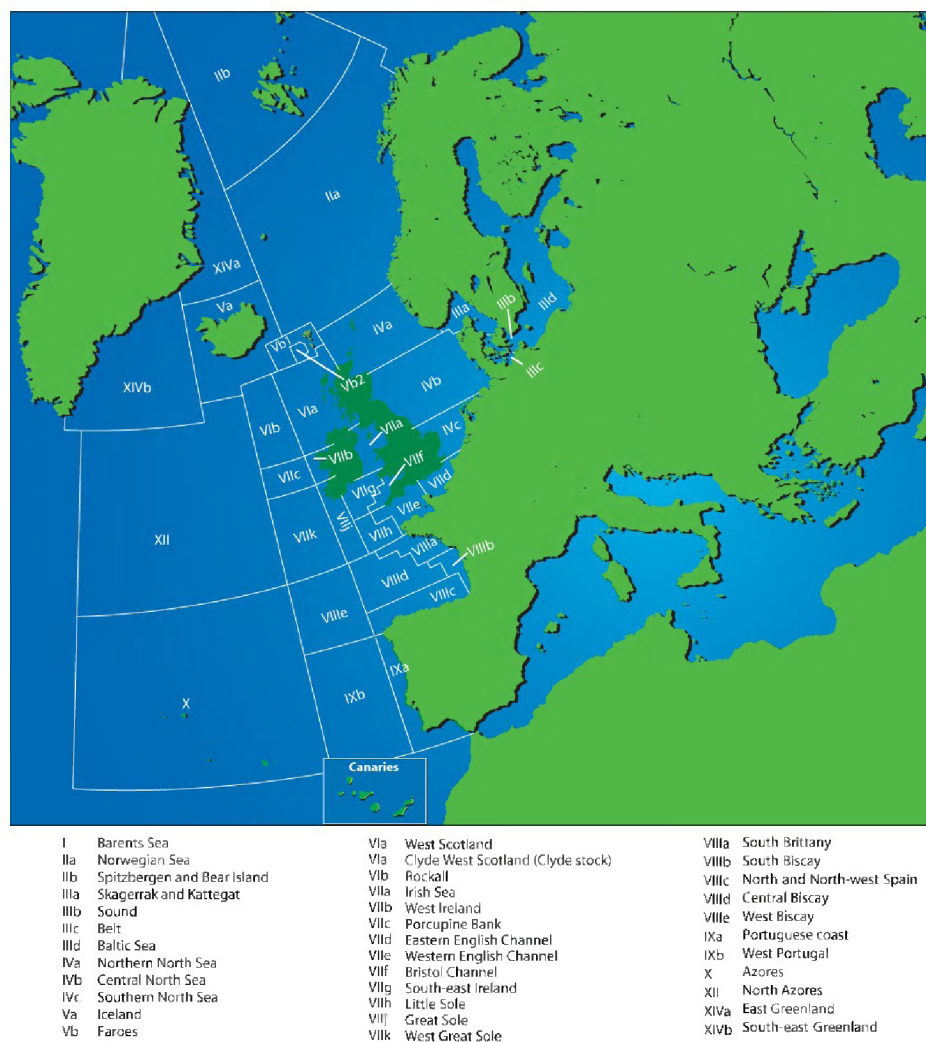 IIb
IIa
XIVa
Va
IIIa
IIIb
IIId
IVa
Vb
IIIc
XIVb
Vb2
IVb
VIa
VIb
VIIa
IVc
VIIb
VIIf
VIIc
VIIg
VIId
VIIe
VIIj
XII
VIIk
VIIh
VIIIa
VIIIb
VIIId
VIIIc
VIIIe
IXa
IXb
X
Canaries
I Barents Sea
IIa Norwegian Sea
IIb Spitzbergen and Bear island
IIIa Skagerrak and Kattegat
IIIb Sound
IIIc Belt
IIId Baltic Sea
IVa Northern North Sea
IVb Central North Sea
IVc Southern North Sea
Va Iceland
Vb Faroes
VIa West Scotland
VIa Clyde West Scotland (Clyde stock)
VIb Rockall
VIIa Irish Sea
VIIb West Ireland
VIIc Porcupine Bank
VIId Eastern English Channel
VIIe Western English Channel
VIIf Bristol Channel
VIIg South-east Ireland
VIIh Little Sole
VIIj Great Sole
VIIk West Great Sole
VIIIa South Brittany
VIIIb South Biscay
VIIIc North and North-west Spain
VIIId Central Biscay
VIIIe West Biscay
IXa Portuguese coast
IXb West Portugal
X Azores
XII North Azores
XIVa East Greenland
XIVb South-east Greenland